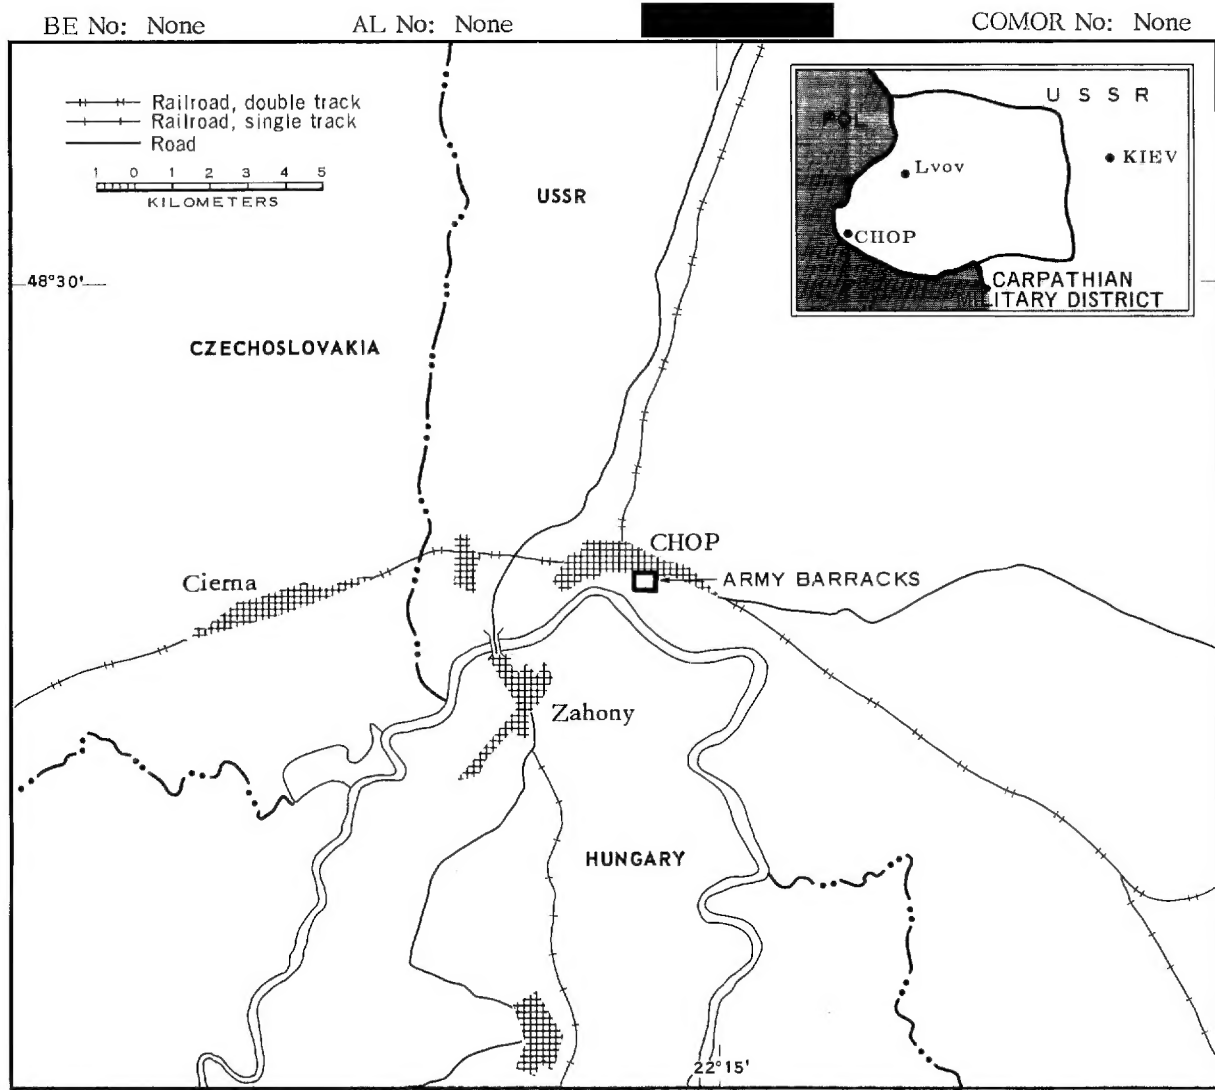 BE No: None
AL No: None
COMOR No: None
Railroad, double track
Railroad, single track
Road
1 0 1 2 3 4 5
KILOMETERS
USSR
POL
Lvov
KIEV
CHOP
CARPATHIAN
MILITARY DISTRICT
USSR
48°30'
CZECHOSLOVAKIA
CHOP
ARMY BARRACKS
Cierna
Zahony
HUNGARY
22°15'